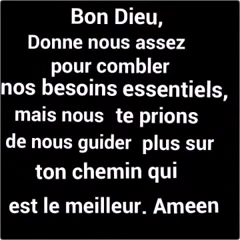 Bon Dieu,
Donne nous assez
pour combler
nos besoins essentiels,
mais nous te prions
de nous guider plus sur
ton chemin qui
est le meilleur. Ameen